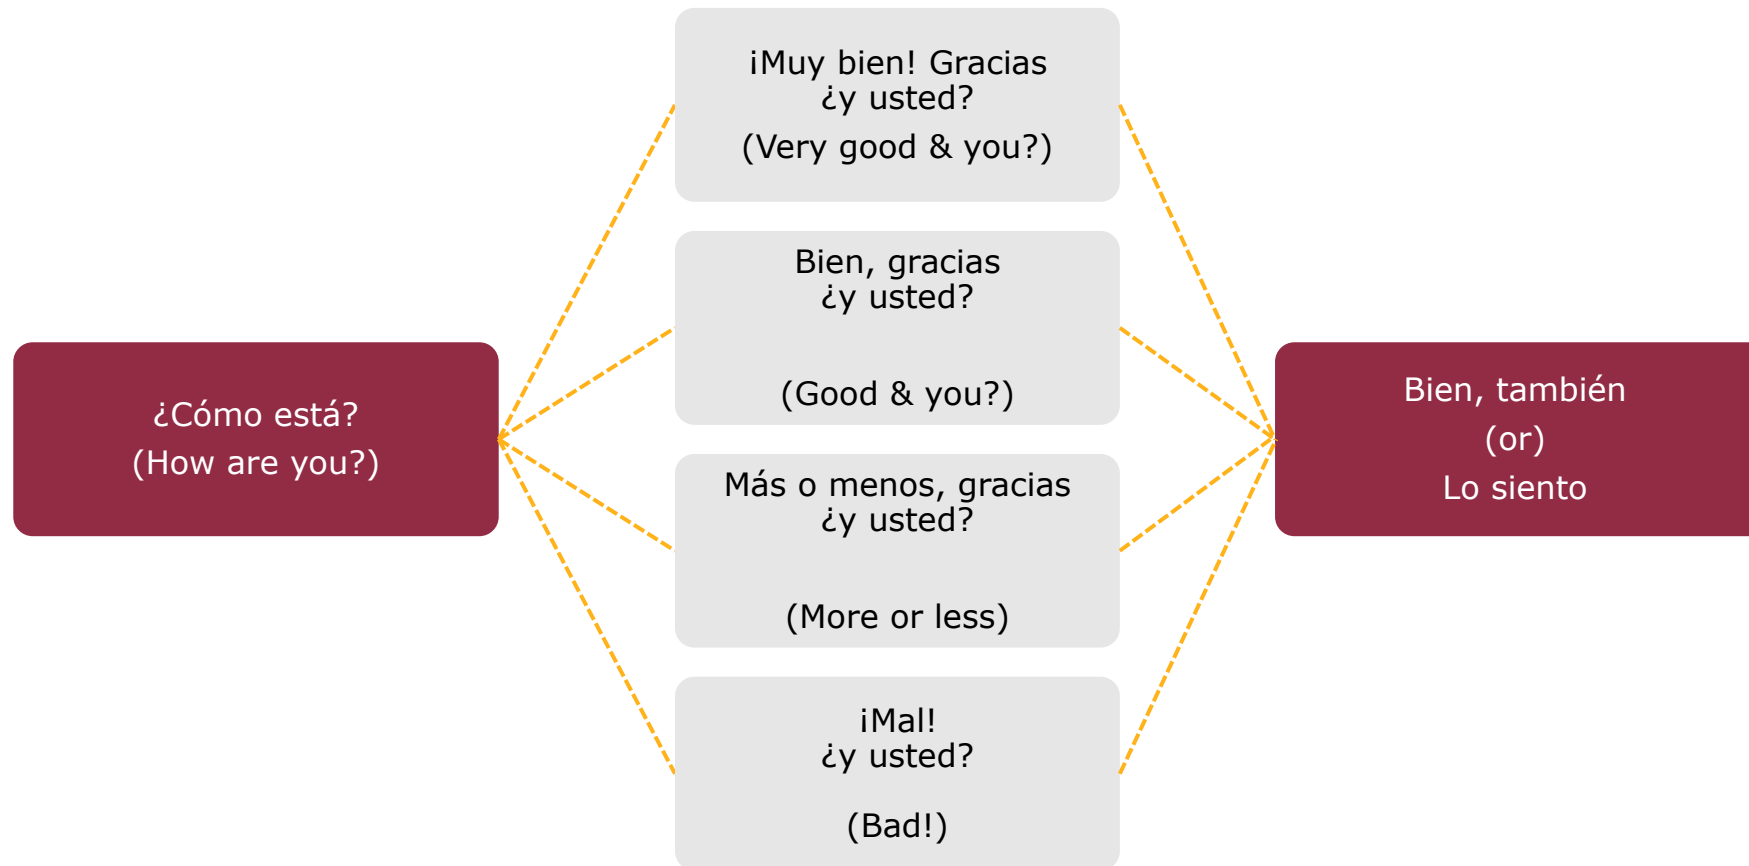 ¿Cómo está?
(How are you?)
¡Muy bien! Gracias
¿y usted?
(Very good & you?)
Bien, gracias
¿y usted?
(Good & you?)
Más o menos, gracias
¿y usted?
(More or less)
¡Mal!
¿y usted?
(Bad!)
Bien, también
(or)
Lo siento